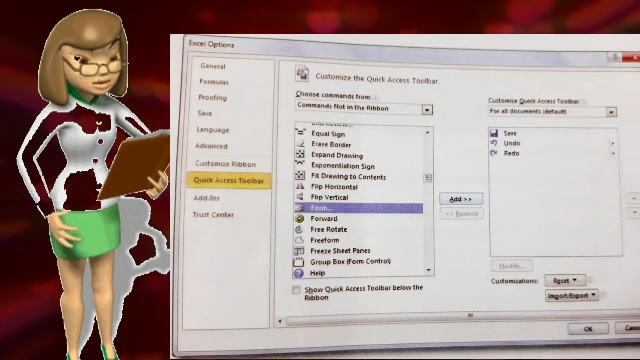 Excel Options
General
Formulas
Proofing
Save
Language
Advanced
Customize Ribbon
Quick Access Toolbar
Add-Ins
Trust Center
Customize the Quick Access Toolbar.
Choose commands from:
Commands Not in the Ribbon
Equal Sign
Erase Border
Expand Drawing
Exponentiation Sign
Fit Drawing to Contents
Flip Horizontal
Flip Vertical
Form...
Forward
Free Rotate
Freeform
Freeze Sheet Panes
Group Box (Form Control)
Help
Show Quick Access Toolbar below the
Ribbon
Add >>
<< Remove
Customize Quick Access Toolbar:
For all documents (default)
Save
Undo
Redo
Modify...
Customizations:
Reset
Import/Export
OK